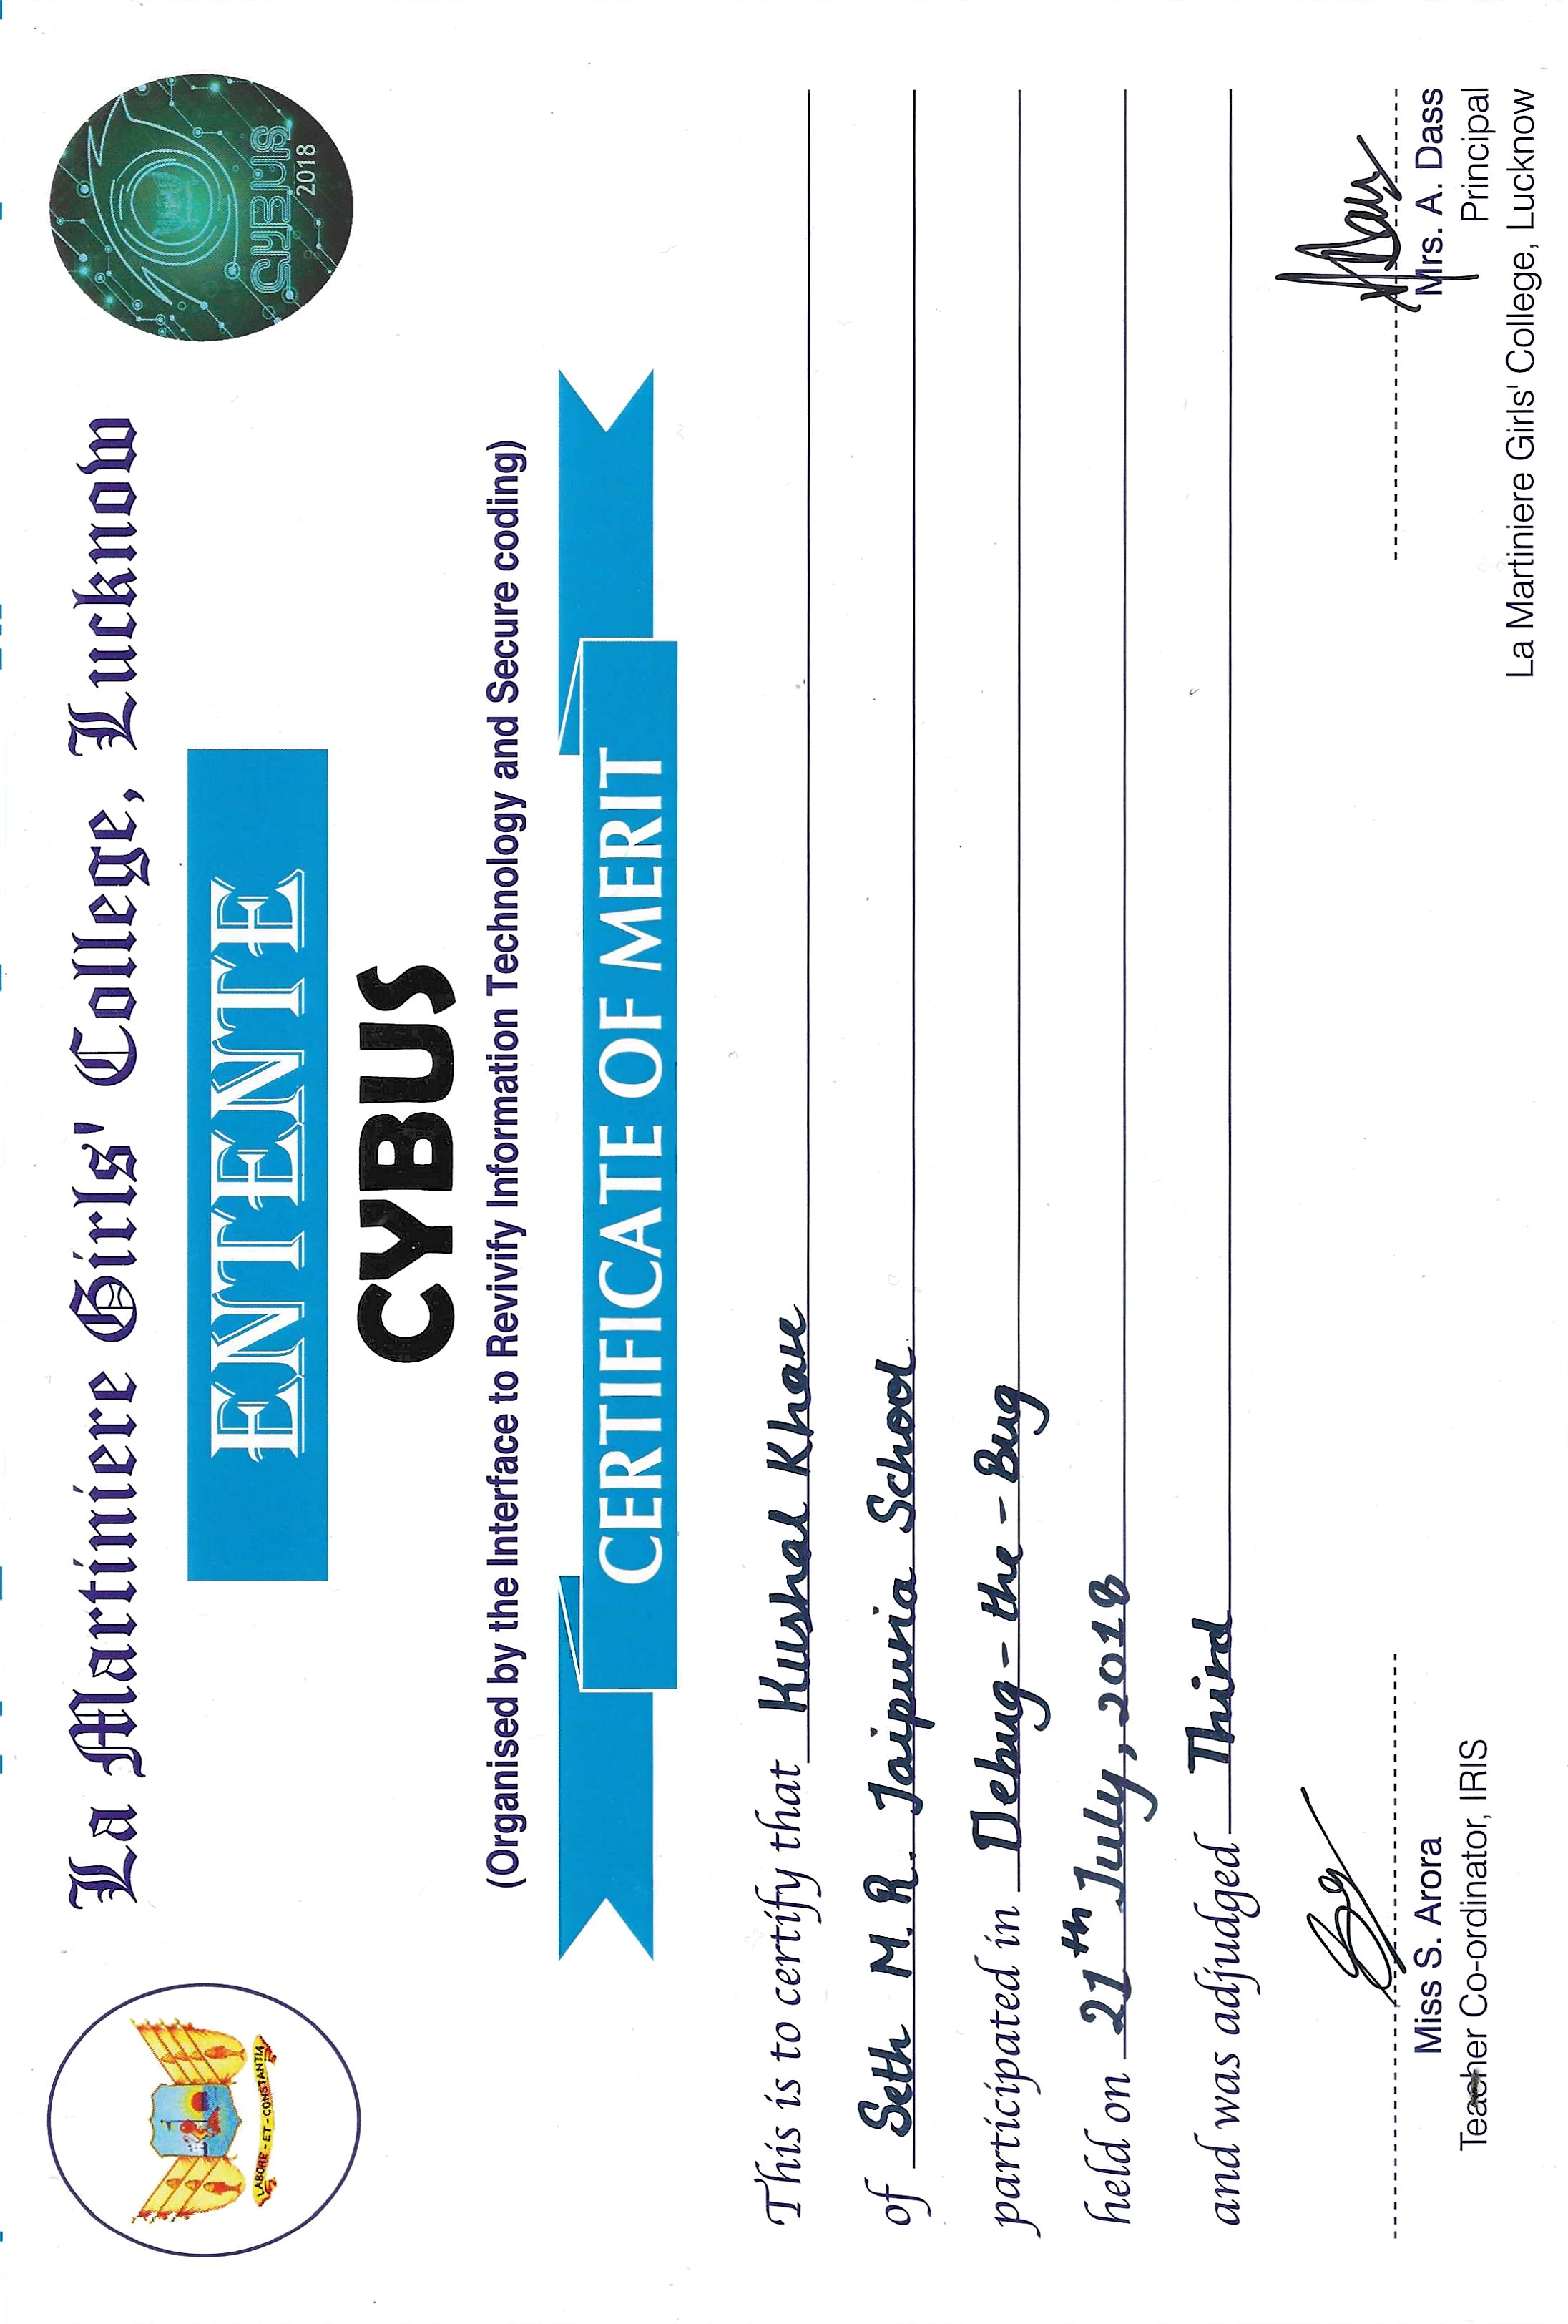 La Martiniere Girls' College, Lucknow
LABORE - ET - CONSTANTIA
ENTENTE
CYBUS
2018
CYBUS
(Organised by the Interface to Revivify Information Technology and Secure coding)
CERTIFICATE OF MERIT
This is to certify that Kushal Khare
of Seth M. R. Jaipuria School
participated in Debug - the - Bug
held on 21th July, 2018
and was adjudged Third
Miss S. Arora
Teacher Co-ordinator, IRIS
Mrs. A. Dass
Principal
La Martiniere Girls' College, Lucknow